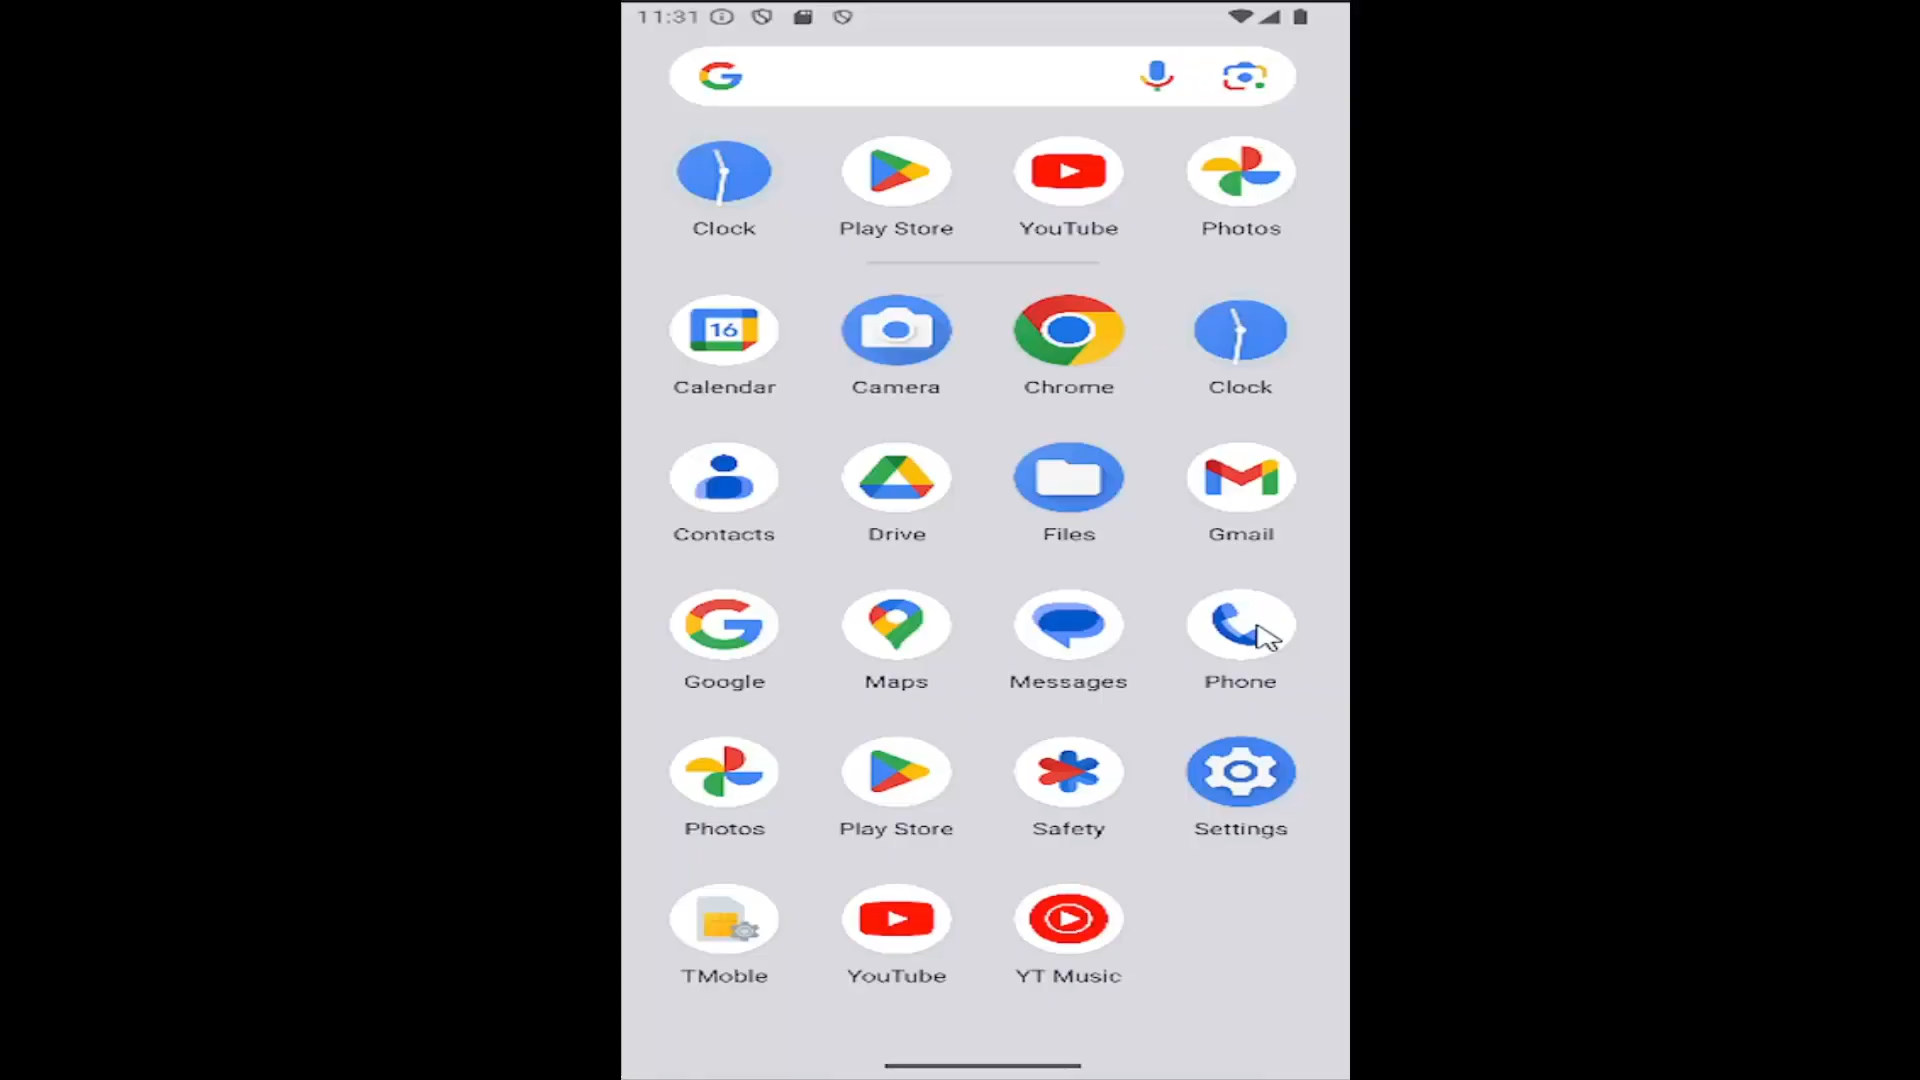 11:31
Clock Play Store YouTube Photos
16
Calendar Camera Chrome Clock
Contacts Drive Files Gmail
Google Maps Messages Phone
Photos Play Store Safety Settings
TMoble YouTube YT Music